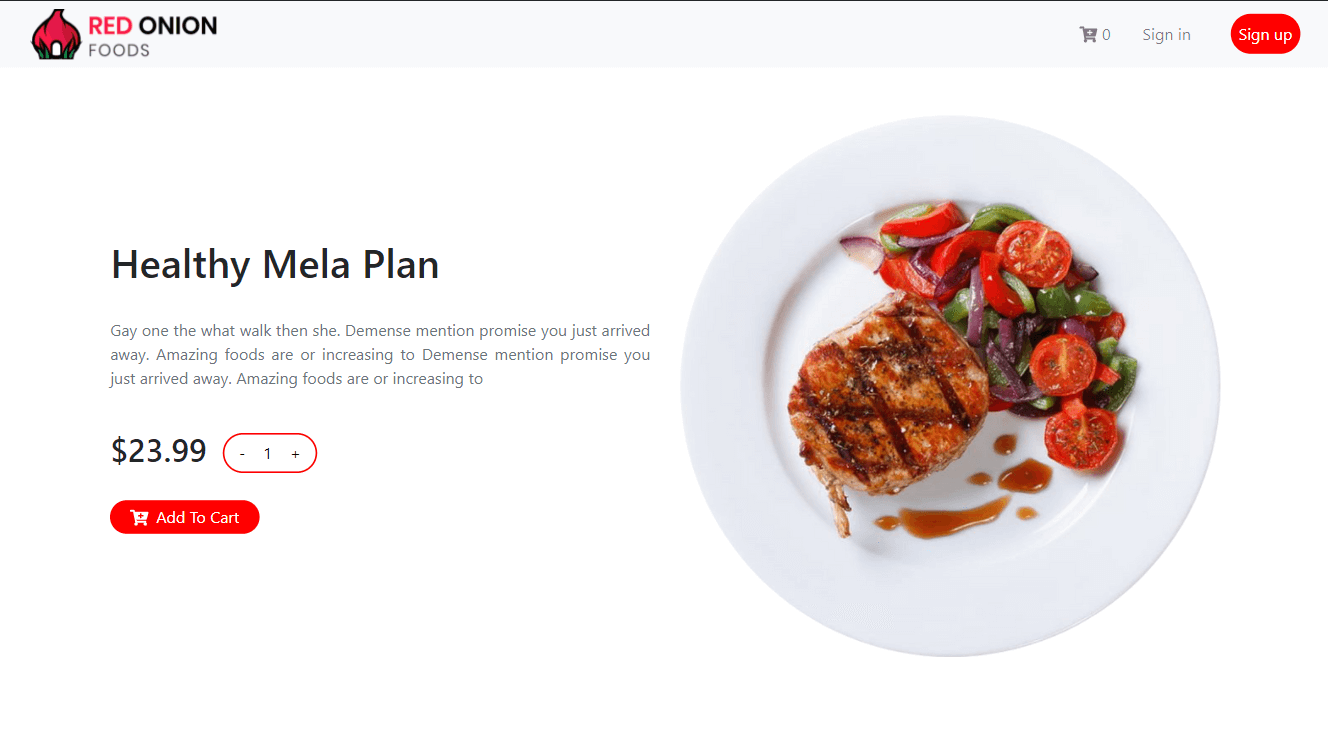 RED ONION
FOODS
0
Sign in
Sign up
Healthy Mela Plan
Gay one the what walk then she. Demense mention promise you just arrived
away. Amazing foods are or increasing to Demense mention promise you
just arrived away. Amazing foods are or increasing to
$23.99
- 1 +
Add To Cart